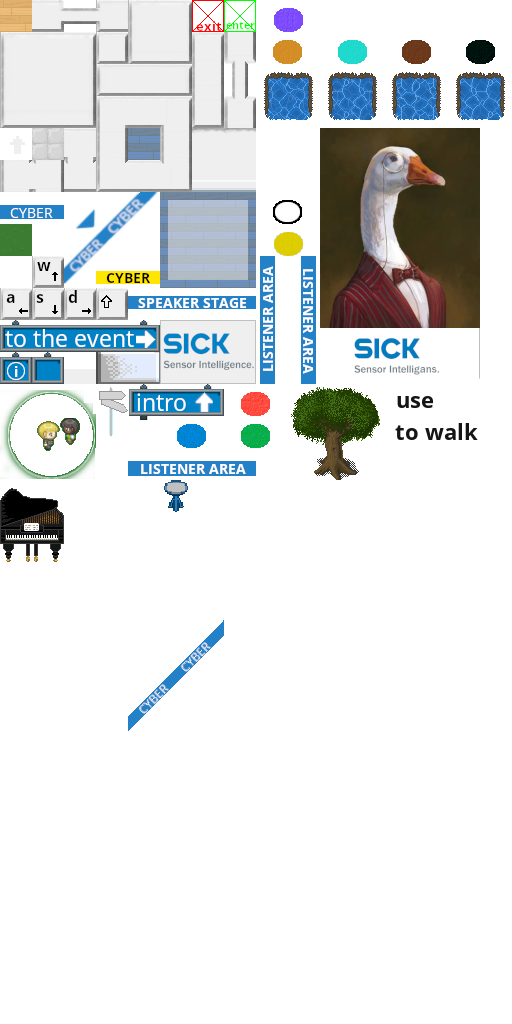 exit
enter
CYBER
CYBER
CYBER
W
CYBER
a
s
d
SPEAKER STAGE
to the event
SICK
Sensor Intelligence.
LISTENER AREA
LISTENER AREA
SICK
Sensor Intelligans.
i
intro
use
to walk
LISTENER AREA
CYBER
CYBER